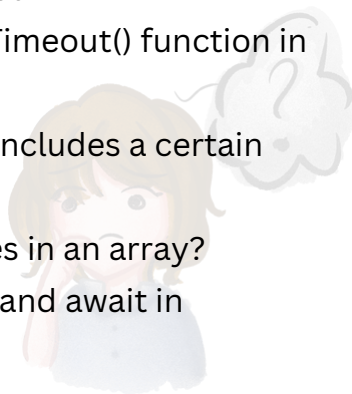 Timeout() function in
ncludes a certain
es in an array?
and await in